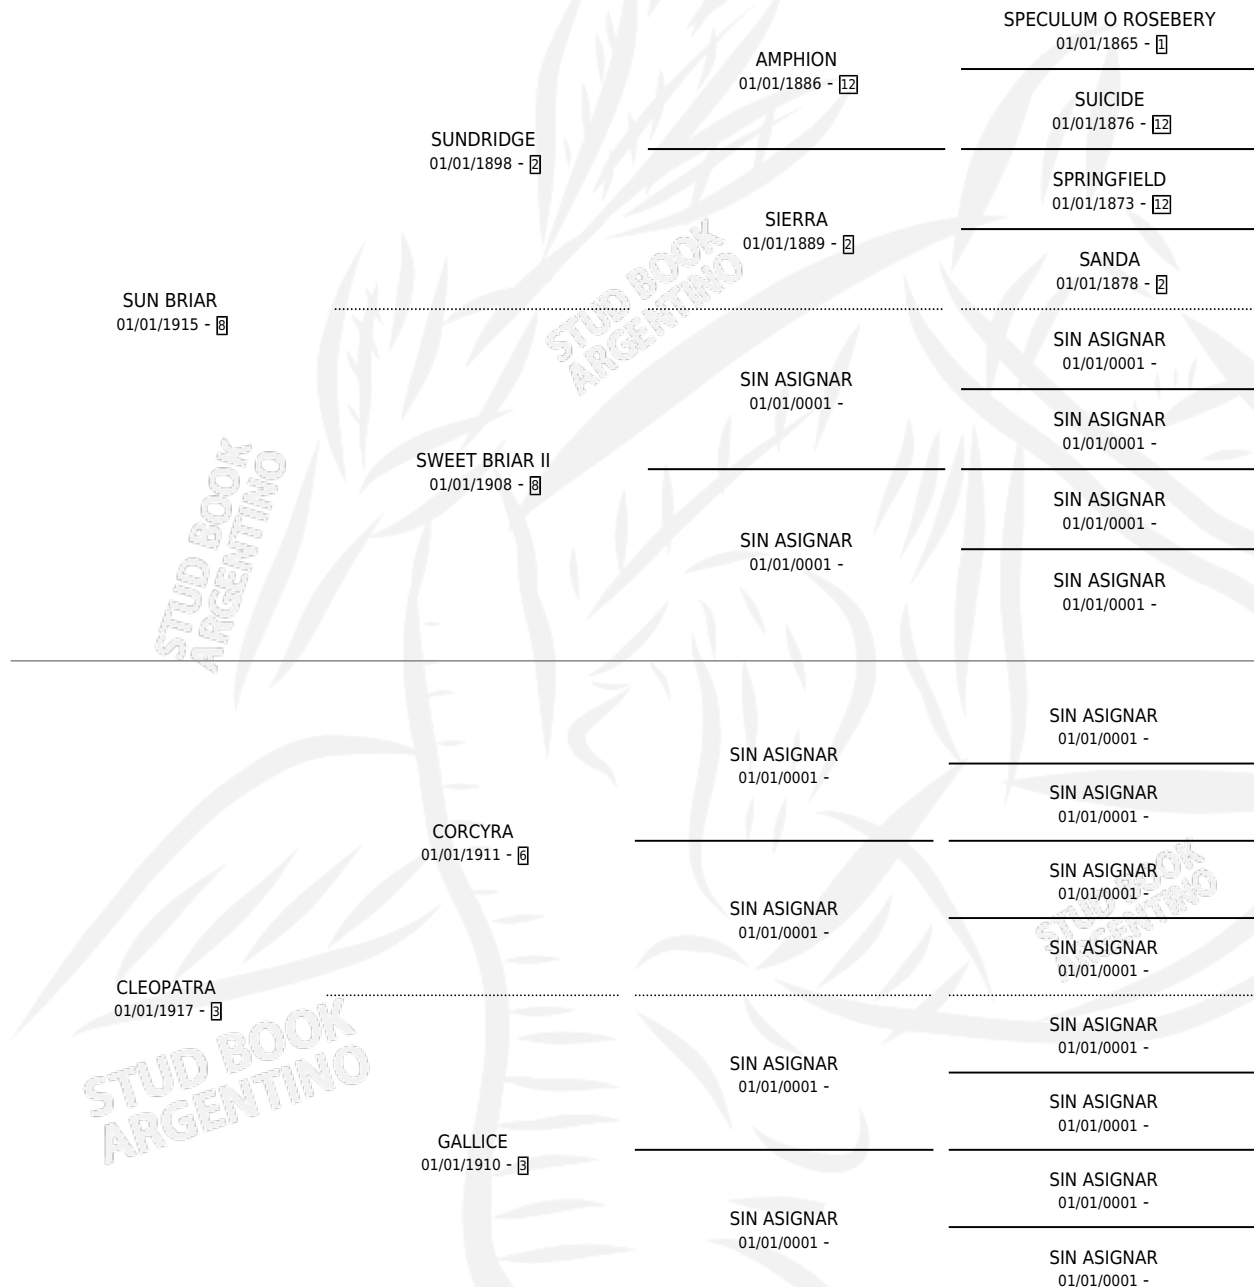 SPECULUM O ROSEBERY
01/01/1865 - 1
AMPHION
01/01/1886 - 12
SUICIDE
01/01/1876 - 12
SUNDRIDGE
01/01/1898 - 2
SPRINGFIELD
01/01/1873 - 12
SIERRA
01/01/1889 - 2
SANDA
01/01/1878 - 2
SUN BRIAR
01/01/1915 - 8
STUD BOOK
ARGENTINO
SIN ASIGNAR
01/01/0001 -
SIN ASIGNAR
01/01/0001 -
SIN ASIGNAR
01/01/0001 -
SWEET BRIAR II
01/01/1908 - 8
SIN ASIGNAR
01/01/0001 -
SIN ASIGNAR
01/01/0001 -
SIN ASIGNAR
01/01/0001 -
STUD BOOK
ARGENTINO
SIN ASIGNAR
01/01/0001 -
SIN ASIGNAR
01/01/0001 -
SIN ASIGNAR
01/01/0001 -
CORCYRA
01/01/1911 - 6
SIN ASIGNAR
01/01/0001 -
SIN ASIGNAR
01/01/0001 -
STUD BOOK
ARGENTINO
SIN ASIGNAR
01/01/0001 -
CLEOPATRA
01/01/1917 - 3
SIN ASIGNAR
01/01/0001 -
SIN ASIGNAR
01/01/0001 -
SIN ASIGNAR
01/01/0001 -
STUD BOOK
ARGENTINO
GALLICE
01/01/1910 - 3
SIN ASIGNAR
01/01/0001 -
SIN ASIGNAR
01/01/0001 -
SIN ASIGNAR
01/01/0001 -